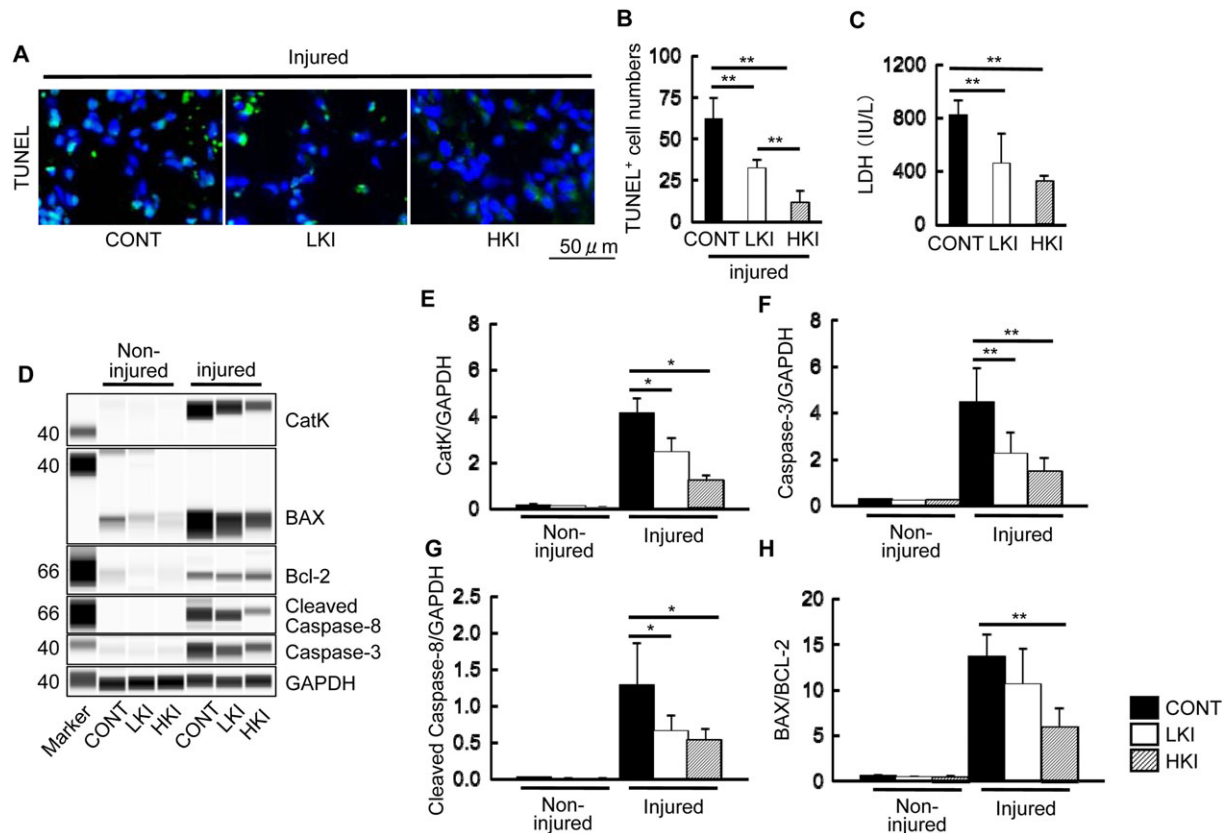 A
Injured
TUNEL
CONT
LKI
HKI
50 μm
B
TUNEL⁺ cell numbers
100
75
50
25
0
**
**
**
CONT LKI HKI
injured
C
LDH (IU/L)
1200
800
400
0
**
**
CONT LKI HKI
D
Non-
injured
injured
40
CatK
40
BAX
66
Bcl-2
66
Cleaved
Caspase-8
40
Caspase-3
40
GAPDH
Marker
CONT
LKI
HKI
CONT
LKI
HKI
E
CatK/GAPDH
8
6
4
2
0
*
*
Non-
injured
Injured
F
Caspase-3/GAPDH
8
6
4
2
0
**
**
Non-
injured
Injured
G
Cleaved Caspase-8/GAPDH
2.5
2.0
1.5
1.0
0.5
0.0
*
*
Non-
injured
Injured
H
BAX/BCL-2
20
15
10
5
0
**
Non-
injured
Injured
CONT
LKI
HKI